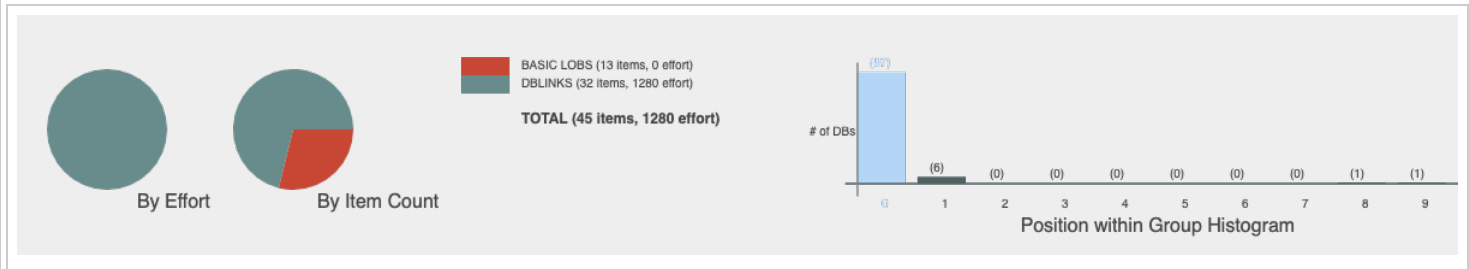 BASIC LOBS (13 items, 0 effort)
DBLINKS (32 items, 1280 effort)
TOTAL (45 items, 1280 effort)
By Effort
By Item Count
# of DBs
(6)
(0)
(0)
(0)
(0)
(0)
(0)
(1)
(1)
1
2
3
4
5
6
7
8
9
Position within Group Histogram